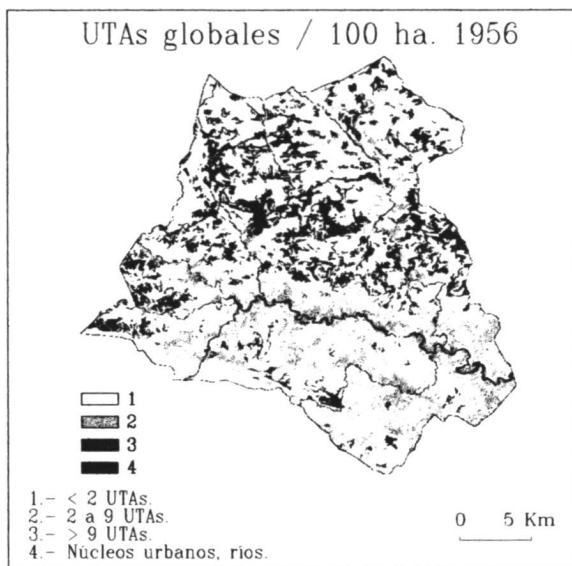 UTAs globales / 100 ha. 1956
1
2
3
4
1.- < 2 UTAs.
2.- 2 a 9 UTAs.
3.- > 9 UTAs.
4.- Núcleos urbanos, rios.
0 5 Km